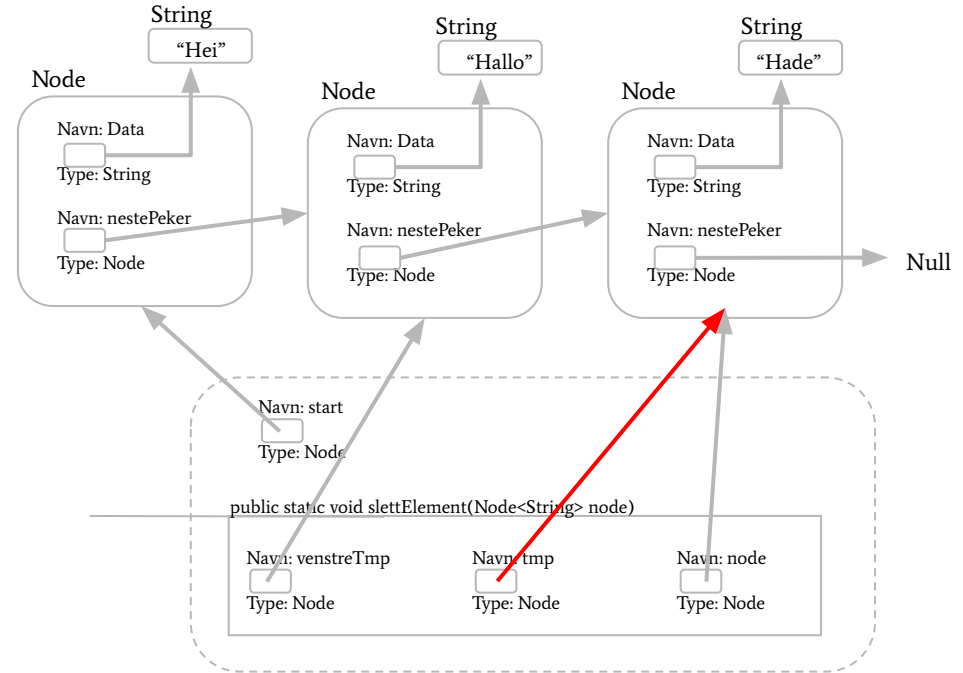 String
“Hei”
Node
Navn: Data
Type: String
Navn: nestePeker
Type: Node
String
“Hallo”
Node
Navn: Data
Type: String
Navn: nestePeker
Type: Node
String
“Hade”
Node
Navn: Data
Type: String
Navn: nestePeker
Type: Node
Null
Navn: start
Type: Node
public static void slettElement(Node<String> node)
Navn: venstreTmp
Type: Node
Navn: tmp
Type: Node
Navn: node
Type: Node